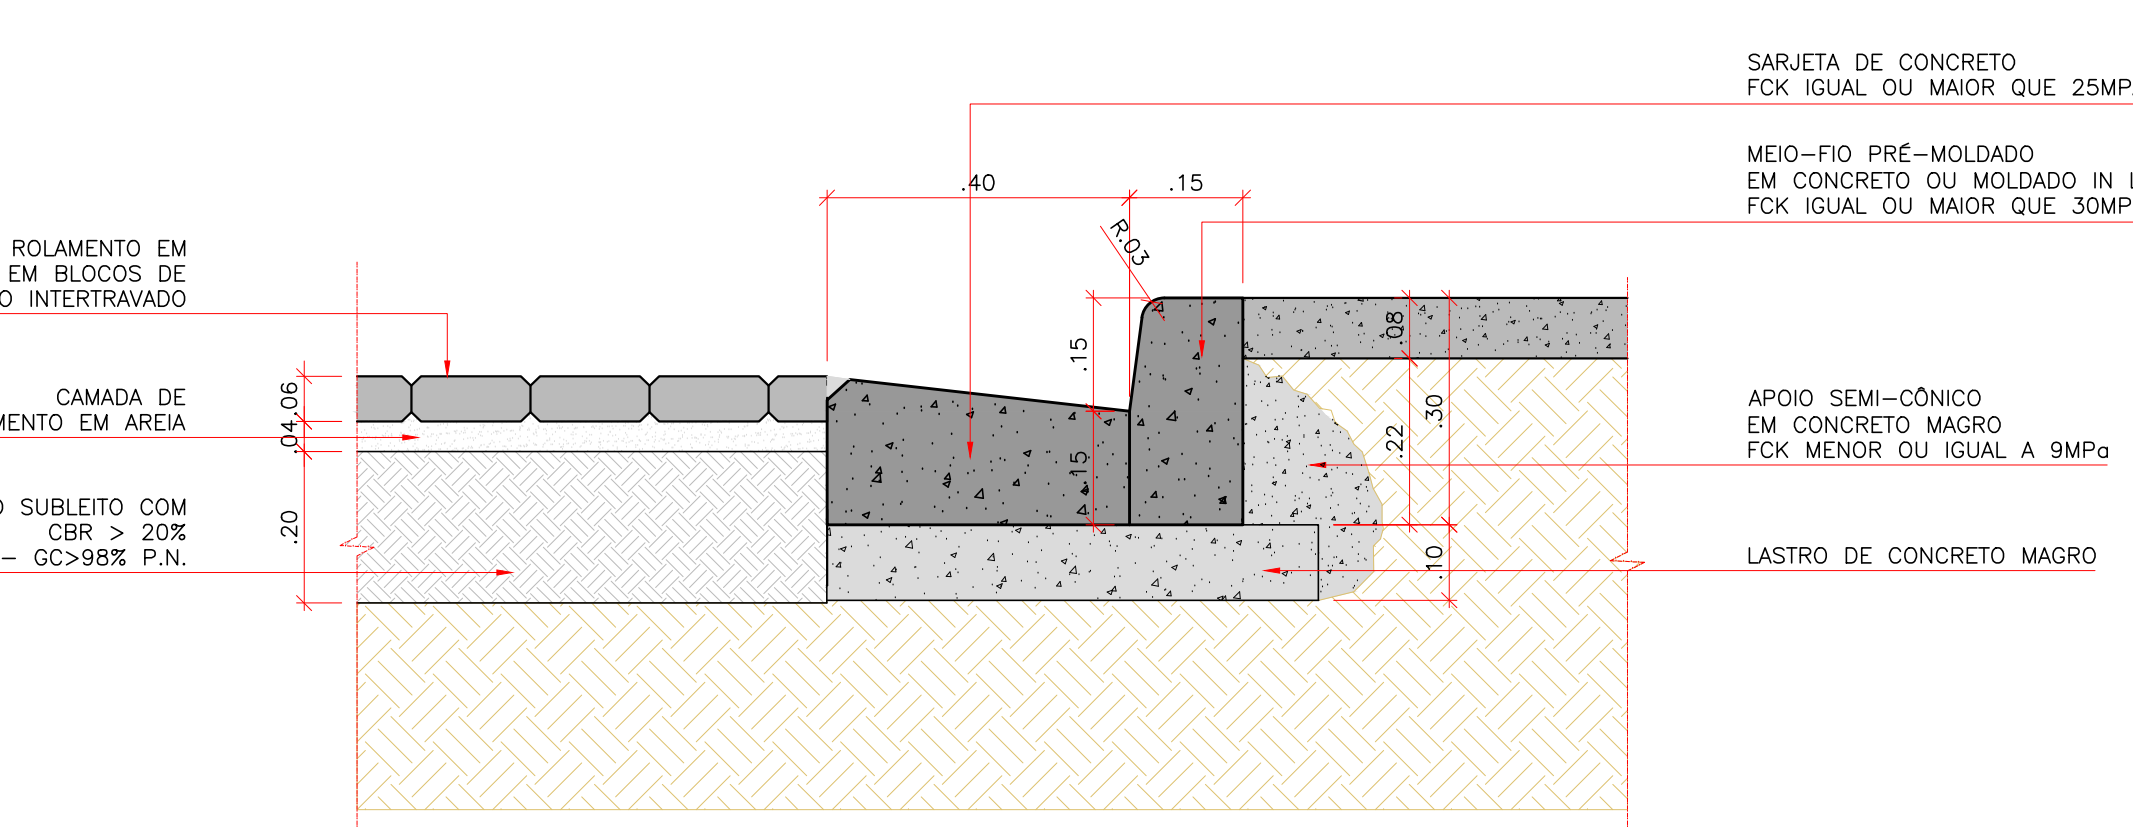 SARJETA DE CONCRETO
FCK IGUAL OU MAIOR QUE 25MP
MEIO-FIO PRÉ-MOLDADO
EM CONCRETO OU MOLDADO IN
FCK IGUAL OU MAIOR QUE 30MP
.40
.15
R.03
ROLAMENTO EM
EM BLOCOS DE
O INTERTRAVADO
.15
.08
.06
CAMADA DE
MENTO EM AREIA
.04
.30
.22
.15
APOIO SEMI-CÔNICO
EM CONCRETO MAGRO
FCK MENOR OU IGUAL A 9MPa
O SUBLEITO COM
CBR > 20%
- GC>98% P.N.
.20
.10
LASTRO DE CONCRETO MAGRO